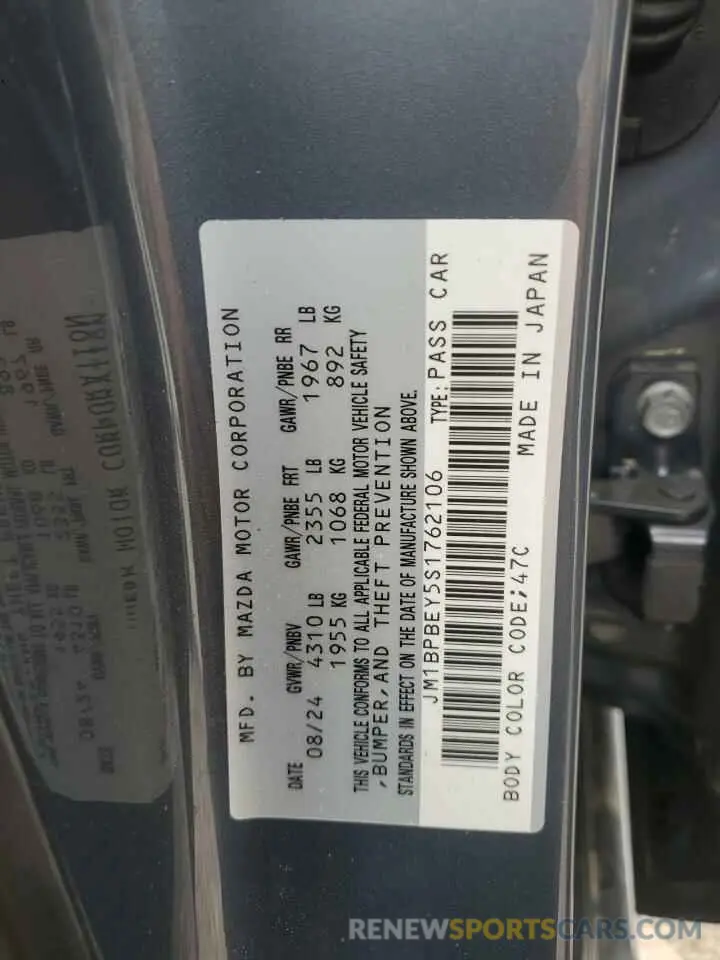 MFD. BY MAZDA MOTOR CORPORATION
DATE GVWR/PNBV GAWR/PNBE FRT GAWR/PNBE RR
08/24 4310 LB 2355 LB 1967 LB
1955 KG 1068 KG 892 KG
THIS VEHICLE CONFORMS TO ALL APPLICABLE FEDERAL MOTOR VEHICLE SAFETY
,BUMPER,AND THEFT PREVENTION
STANDARDS IN EFFECT ON THE DATE OF MANUFACTURE SHOWN ABOVE.
JM1BPBEY5S1762106 TYPE: PASS CAR
BODY COLOR CODE: 47C MADE IN JAPAN
RENEWSPORTSCARS.COM